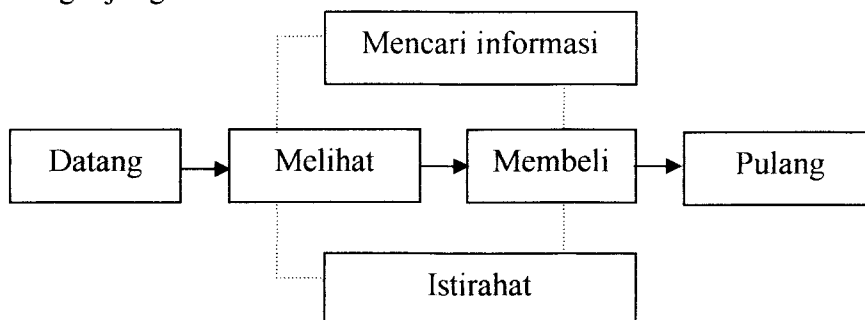 Mencari informasi
Datang
Melihat
Membeli
Pulang
Istirahat